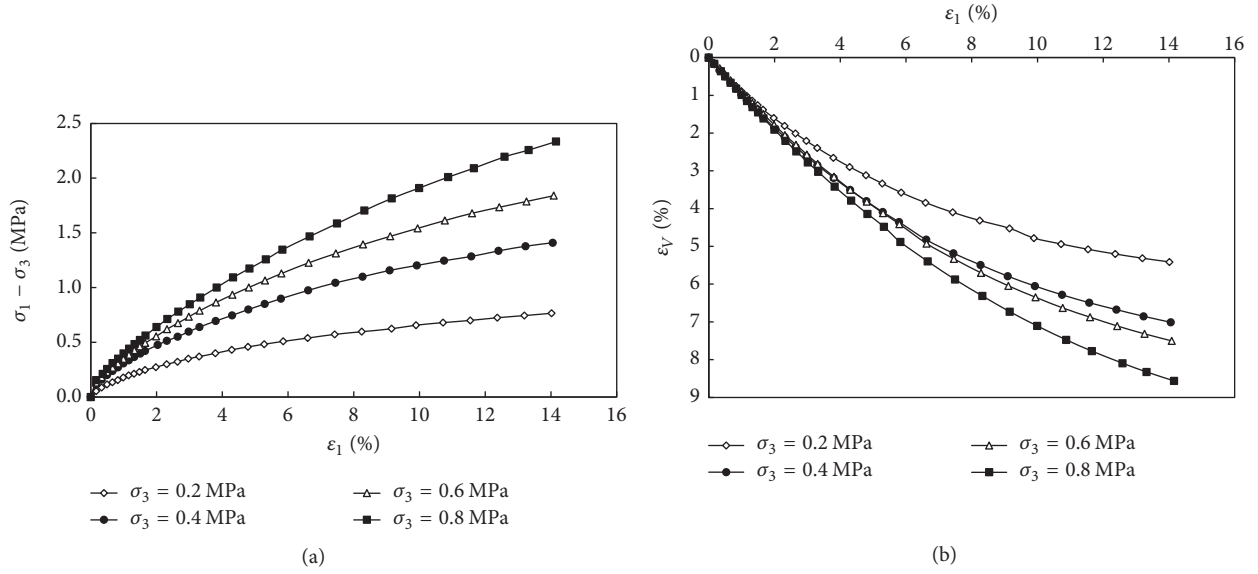 2.5
2.0
1.5
1.0
0.5
0.0
σ₁ − σ₃ (MPa)
0 2 4 6 8 10 12 14 16
ε₁ (%)
σ₃ = 0.2 MPa
σ₃ = 0.4 MPa
σ₃ = 0.6 MPa
σ₃ = 0.8 MPa
(a)
ε₁ (%)
0 2 4 6 8 10 12 14 16
0
1
2
3
4
5
6
7
8
9
ε_V (%)
σ₃ = 0.2 MPa
σ₃ = 0.4 MPa
σ₃ = 0.6 MPa
σ₃ = 0.8 MPa
(b)